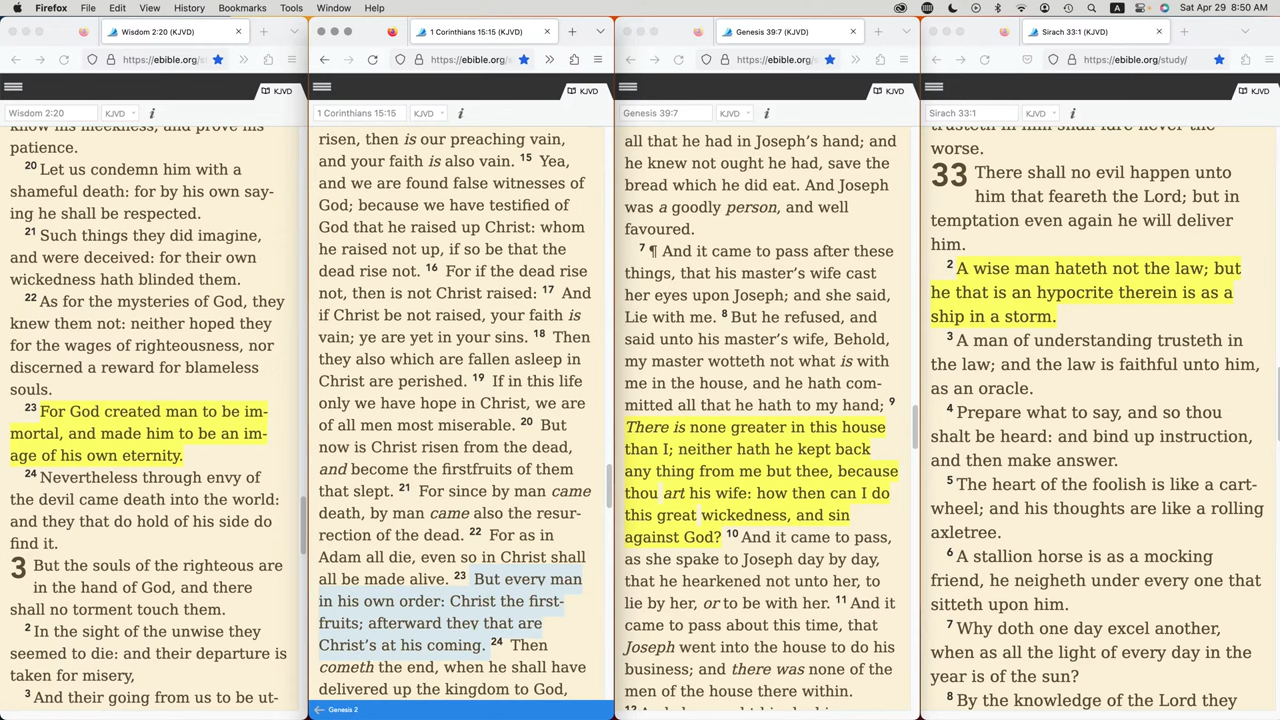 Firefox File Edit View History Bookmarks Tools Window Help
A Sat Apr 29 8:50 AM
Wisdom 2:20 (KJVD)
https://ebible.org/s
KJVD
Wisdom 2:20 KJVD i
know his meekness, and prove his
patience.
20 Let us condemn him with a
shameful death: for by his own say-
ing he shall be respected.
21 Such things they did imagine,
and were deceived: for their own
wickedness hath blinded them.
22 As for the mysteries of God, they
knew them not: neither hoped they
for the wages of righteousness, nor
discerned a reward for blameless
souls.
23 For God created man to be im-
mortal, and made him to be an im-
age of his own eternity.
24 Nevertheless through envy of
the devil came death into the world:
and they that do hold of his side do
find it.
3 But the souls of the righteous are
in the hand of God, and there
shall no torment touch them.
2 In the sight of the unwise they
seemed to die: and their departure is
taken for misery,
3 And their going from us to be ut-
1 Corinthians 15:15 (KJVD)
https://ebible.org
KJVD
1 Corinthians 15:15 KJVD i
risen, then is our preaching vain,
and your faith is also vain. 15 Yea,
and we are found false witnesses of
God; because we have testified of
God that he raised up Christ: whom
he raised not up, if so be that the
dead rise not. 16 For if the dead rise
not, then is not Christ raised: 17 And
if Christ be not raised, your faith is
vain; ye are yet in your sins. 18 Then
they also which are fallen asleep in
Christ are perished. 19 If in this life
only we have hope in Christ, we are
of all men most miserable. 20 But
now is Christ risen from the dead,
and become the firstfruits of them
that slept. 21 For since by man came
death, by man came also the resur-
rection of the dead. 22 For as in
Adam all die, even so in Christ shall
all be made alive. 23 But every man
in his own order: Christ the first-
fruits; afterward they that are
Christ's at his coming. 24 Then
cometh the end, when he shall have
delivered up the kingdom to God,
Genesis 2
Genesis 39:7 (KJVD)
https://ebible.org/s
KJVD
Genesis 39:7 KJVD i
all that he had in Joseph's hand; and
he knew not ought he had, save the
bread which he did eat. And Joseph
was a goodly person, and well
favoured.
7 ¶ And it came to pass after these
things, that his master's wife cast
her eyes upon Joseph; and she said,
Lie with me. 8 But he refused, and
said unto his master's wife, Behold,
my master wotteth not what is with
me in the house, and he hath com-
mitted all that he hath to my hand; 9
There is none greater in this house
than I; neither hath he kept back
any thing from me but thee, because
thou art his wife: how then can I do
this great wickedness, and sin
against God? 10 And it came to pass,
as she spake to Joseph day by day,
that he hearkened not unto her, to
lie by her, or to be with her. 11 And it
came to pass about this time, that
Joseph went into the house to do his
business; and there was none of the
men of the house there within.
Sirach 33:1 (KJVD)
https://ebible.org/study/
KJVD
Sirach 33:1 KJVD i
trusteth in him shall fare never the
worse.
33 There shall no evil happen unto
him that feareth the Lord; but in
temptation even again he will deliver
him.
2 A wise man hateth not the law; but
he that is an hypocrite therein is as a
ship in a storm.
3 A man of understanding trusteth in
the law; and the law is faithful unto him,
as an oracle.
4 Prepare what to say, and so thou
shalt be heard: and bind up instruction,
and then make answer.
5 The heart of the foolish is like a cart-
wheel; and his thoughts are like a rolling
axletree.
6 A stallion horse is as a mocking
friend, he neigheth under every one that
sitteth upon him.
7 Why doth one day excel another,
when as all the light of every day in the
year is of the sun?
8 By the knowledge of the Lord they